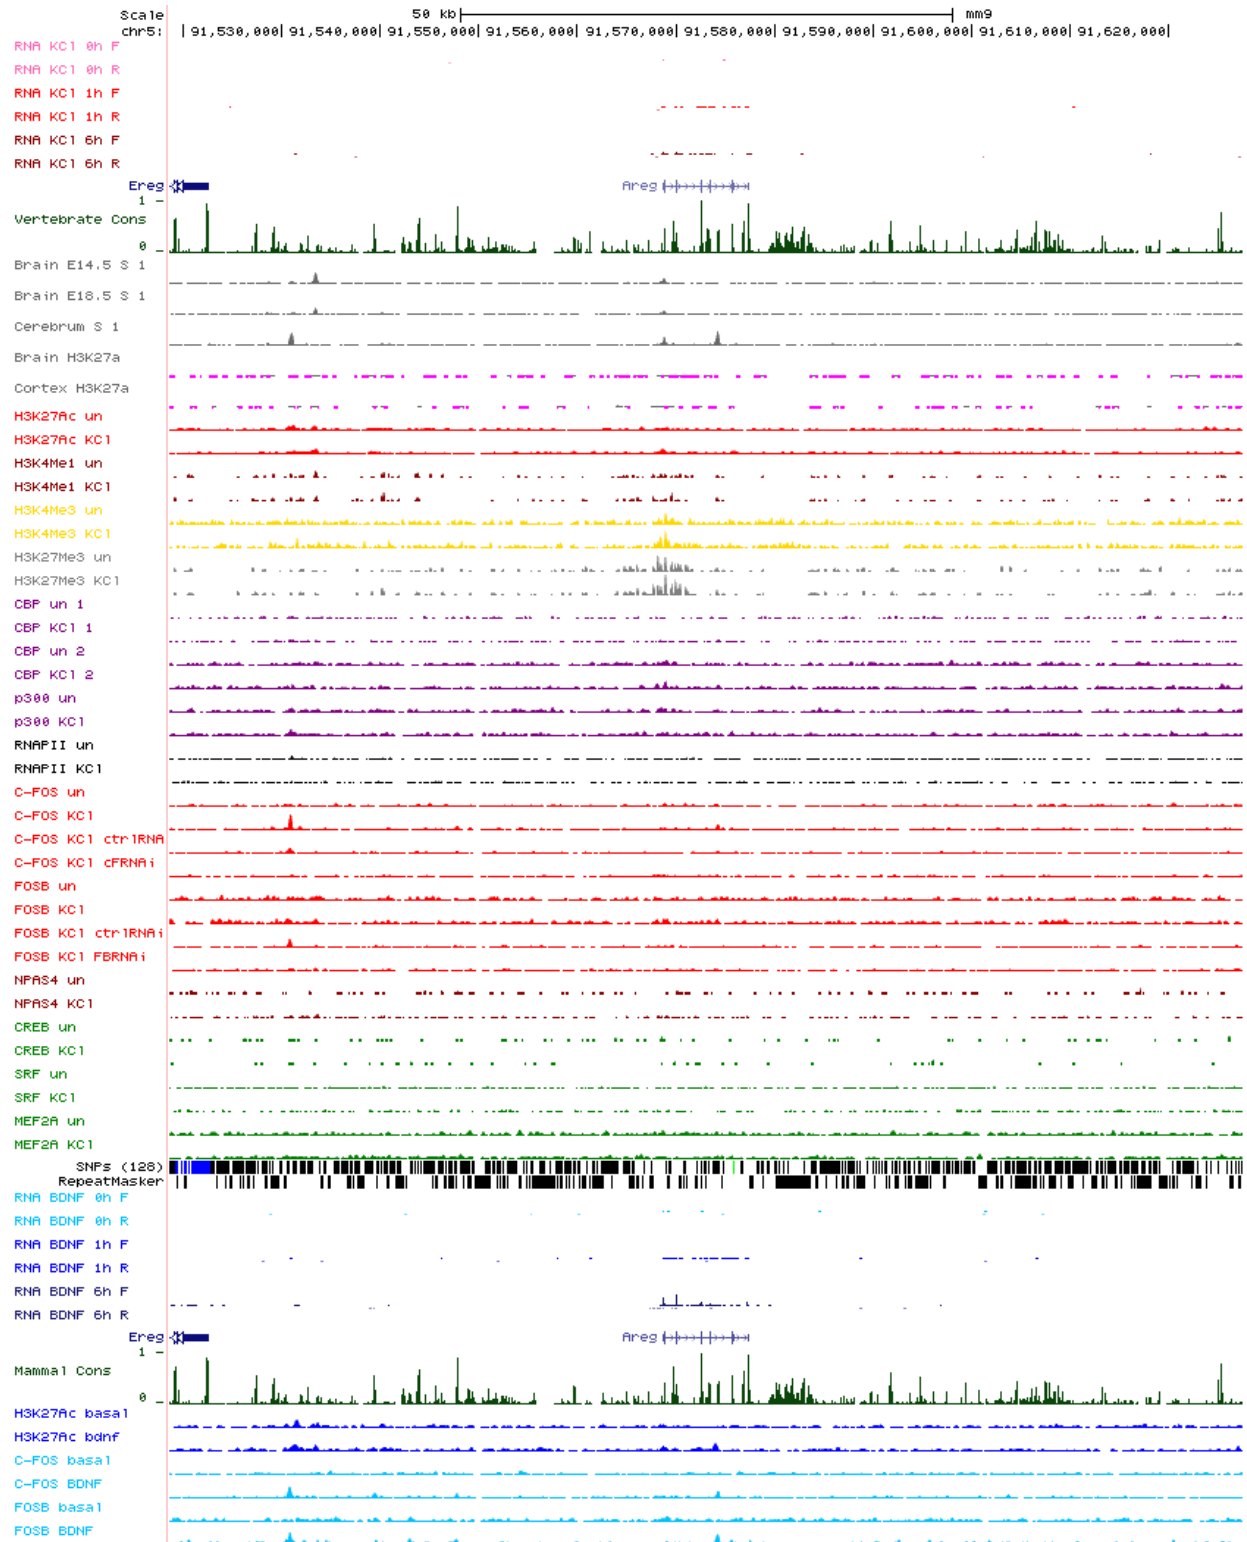 Scale 50 kb mm9
chr5: 91,530,000 91,540,000 91,550,000 91,560,000 91,570,000 91,580,000 91,590,000 91,600,000 91,610,000 91,620,000
RNA KCl 0h F
RNA KCl 0h R
RNA KCl 1h F
RNA KCl 1h R
RNA KCl 6h F
RNA KCl 6h R
Ereg Areg
1
Vertebrate Cons
0
Brain E14.5 S 1
Brain E18.5 S 1
Cerebrum S 1
Brain H3K27a
Cortex H3K27a
H3K27Ac un
H3K27Ac KCl
H3K4Me1 un
H3K4Me1 KCl
H3K4Me3 un
H3K4Me3 KCl
H3K27Me3 un
H3K27Me3 KCl
CBP un 1
CBP KCl 1
CBP un 2
CBP KCl 2
p300 un
p300 KCl
RNAPII un
RNAPII KCl
C-FOS un
C-FOS KCl
C-FOS KCl ctrlRNA
C-FOS KCl cFRNAi
FOSB un
FOSB KCl
FOSB KCl ctrlRNAi
FOSB KCl FBRNAi
NPAS4 un
NPAS4 KCl
CREB un
CREB KCl
SRF un
SRF KCl
MEF2A un
MEF2A KCl
SNPs (128)
RepeatMasker
RNA BDNF 0h F
RNA BDNF 0h R
RNA BDNF 1h F
RNA BDNF 1h R
RNA BDNF 6h F
RNA BDNF 6h R
Ereg Areg
1
Mammal Cons
0
H3K27Ac basal
H3K27Ac bdnf
C-FOS basal
C-FOS BDNF
FOSB basal
FOSB BDNF